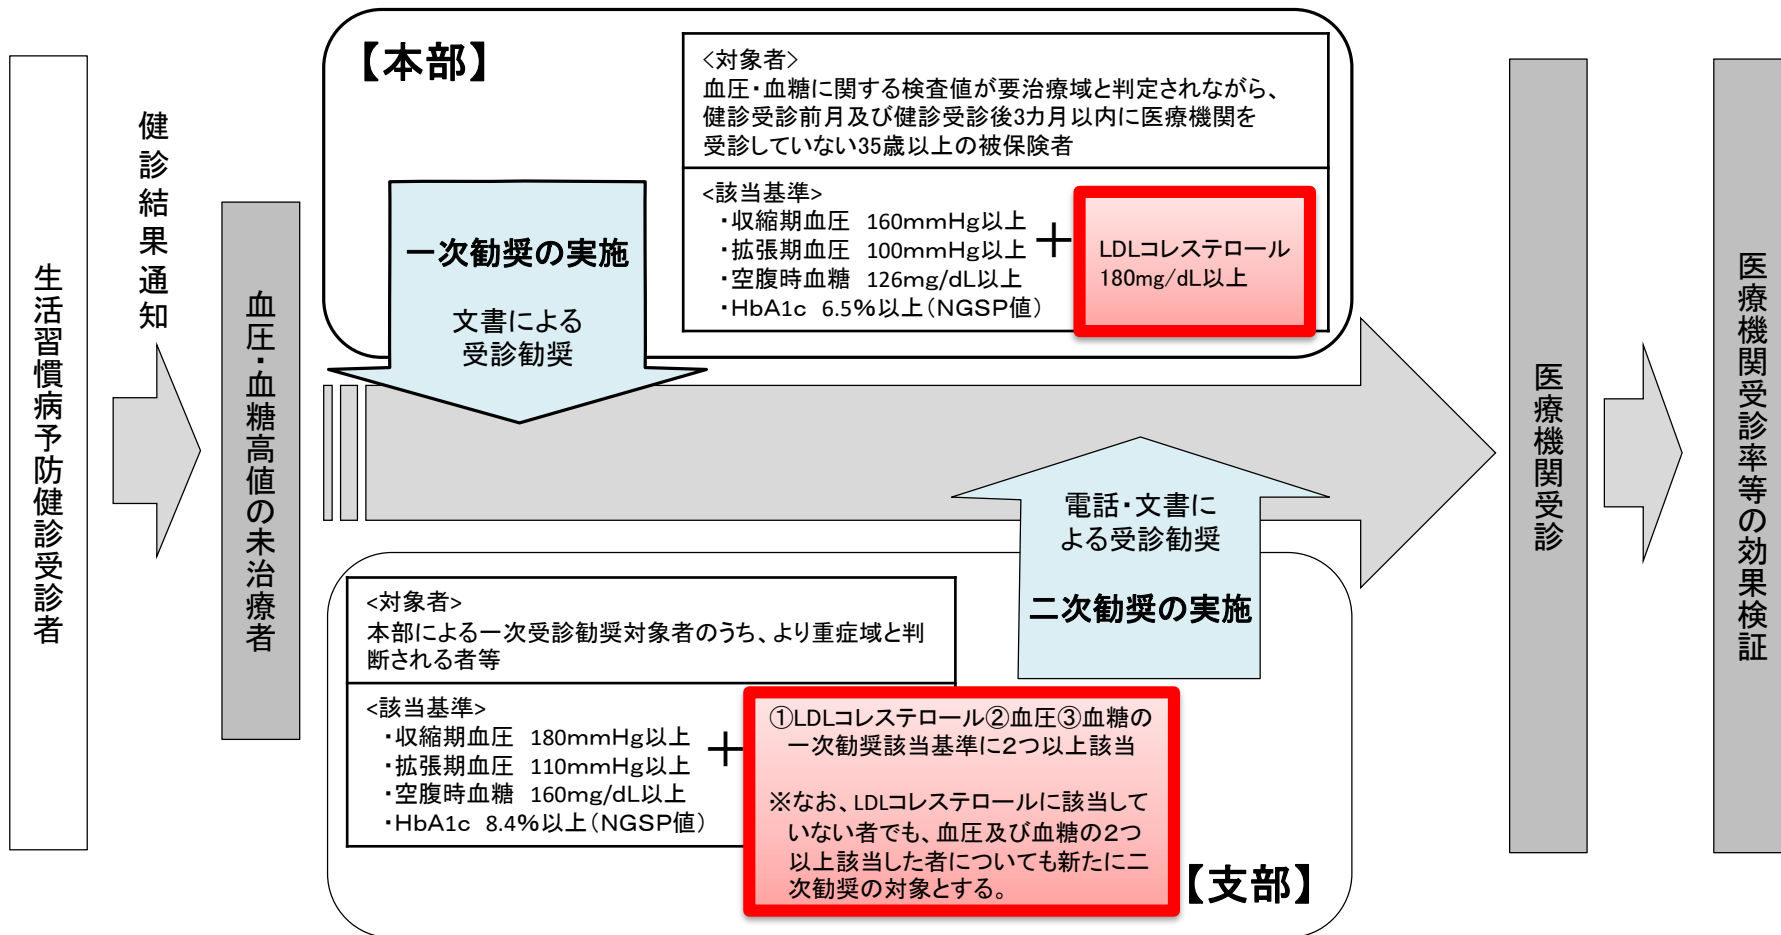 生活習慣病予防健診受診者
健診結果通知
血圧・血糖高値の未治療者
【本部】
<対象者>
血圧・血糖に関する検査値が要治療域と判定されながら、
健診受診前月及び健診受診後3カ月以内に医療機関を
受診していない35歳以上の被保険者
<該当基準>
・収縮期血圧 160mmHg以上
・拡張期血圧 100mmHg以上
・空腹時血糖 126mg/dL以上
・HbA1c 6.5%以上(NGSP値)
+
LDLコレステロール
180mg/dL以上
一次勧奨の実施
文書による
受診勧奨
電話・文書に
よる受診勧奨
二次勧奨の実施
<対象者>
本部による一次受診勧奨対象者のうち、より重症域と判
断される者等
<該当基準>
・収縮期血圧 180mmHg以上
・拡張期血圧 110mmHg以上
・空腹時血糖 160mg/dL以上
・HbA1c 8.4%以上(NGSP値)
+
①LDLコレステロール②血圧③血糖の
一次勧奨該当基準に2つ以上該当
※なお、LDLコレステロールに該当して
いない者でも、血圧及び血糖の2つ
以上該当した者についても新たに二
次勧奨の対象とする。
【支部】
医療機関受診
医療機関受診率等の効果検証